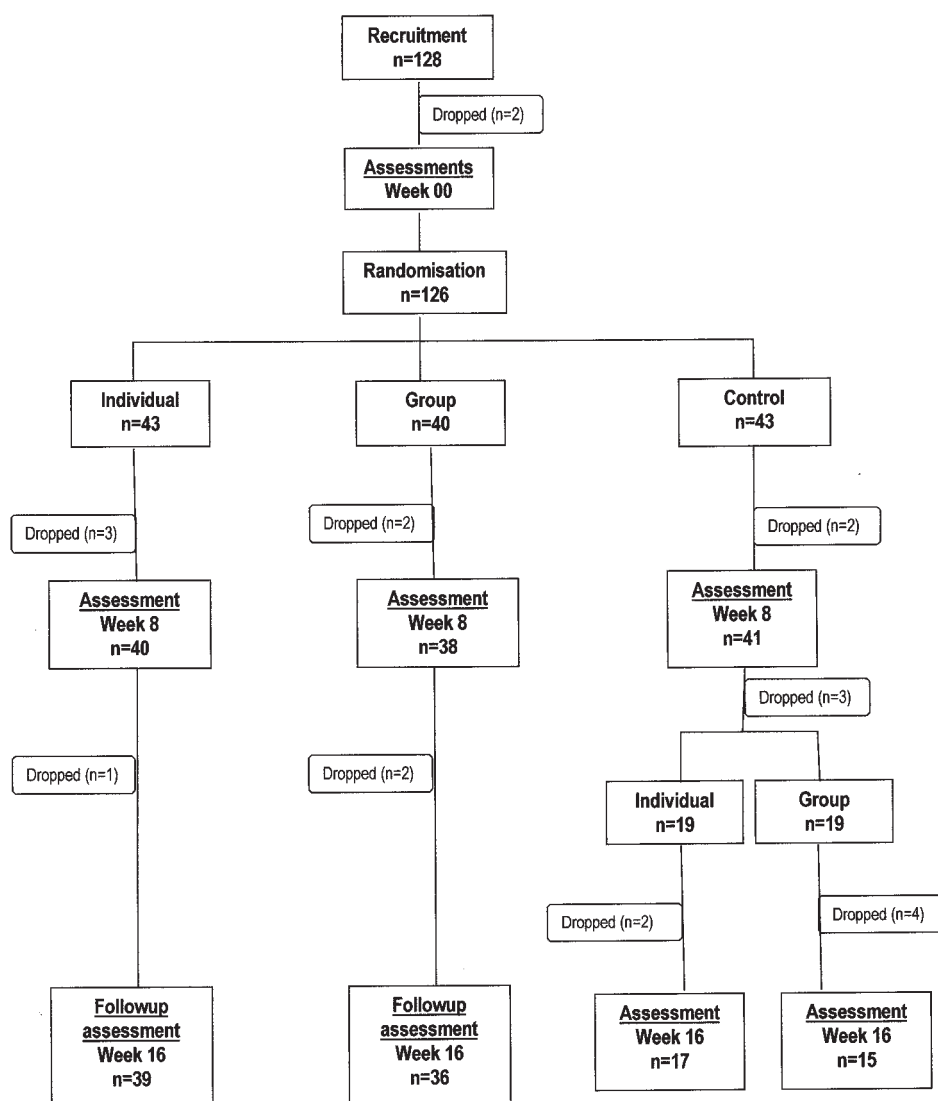 Recruitment
n=128
Dropped (n=2)
Assessments
Week 00
Randomisation
n=126
Individual
n=43
Group
n=40
Control
n=43
Dropped (n=3)
Dropped (n=2)
Dropped (n=2)
Assessment
Week 8
n=40
Assessment
Week 8
n=38
Assessment
Week 8
n=41
Dropped (n=3)
Dropped (n=1)
Dropped (n=2)
Individual
n=19
Group
n=19
Dropped (n=2)
Dropped (n=4)
Followup
assessment
Week 16
n=39
Followup
assessment
Week 16
n=36
Assessment
Week 16
n=17
Assessment
Week 16
n=15